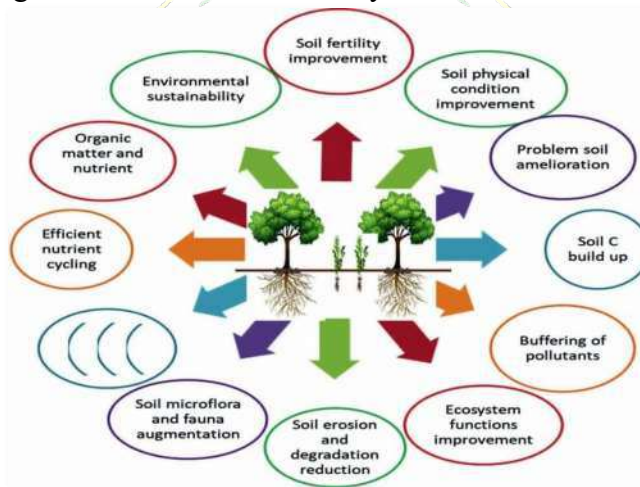 Soil fertility
improvement
Environmental
sustainability
Soil physical
condition
improvement
Organic
matter and
nutrient
Problem soil
amelioration
Efficient
nutrient
cycling
Soil C
build up
Buffering of
pollutants
Soil microflora
and fauna
augmentation
Soil erosion
and
degradation
reduction
Ecosystem
functions
improvement